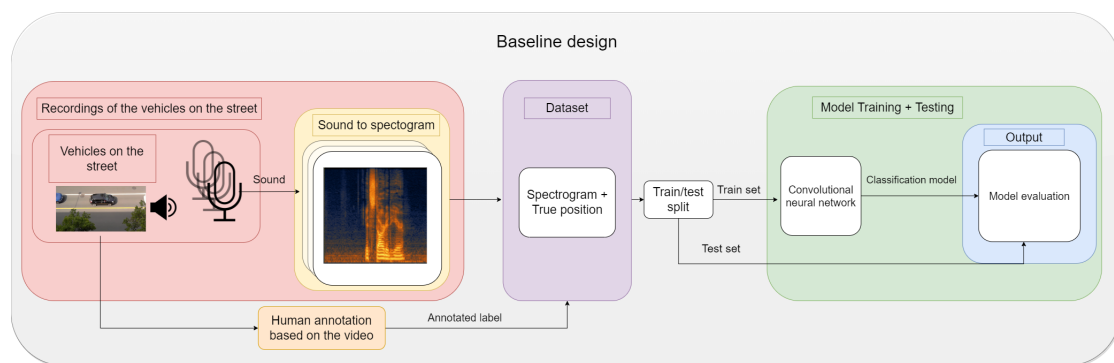 Baseline design
Recordings of the vehicles on the street
Vehicles on the
street
Sound
Sound to spectogram
Dataset
Spectrogram +
True position
Train/test
split
Train set
Test set
Model Training + Testing
Convolutional
neural network
Classification model
Output
Model evaluation
Human annotation
based on the video
Annotated label